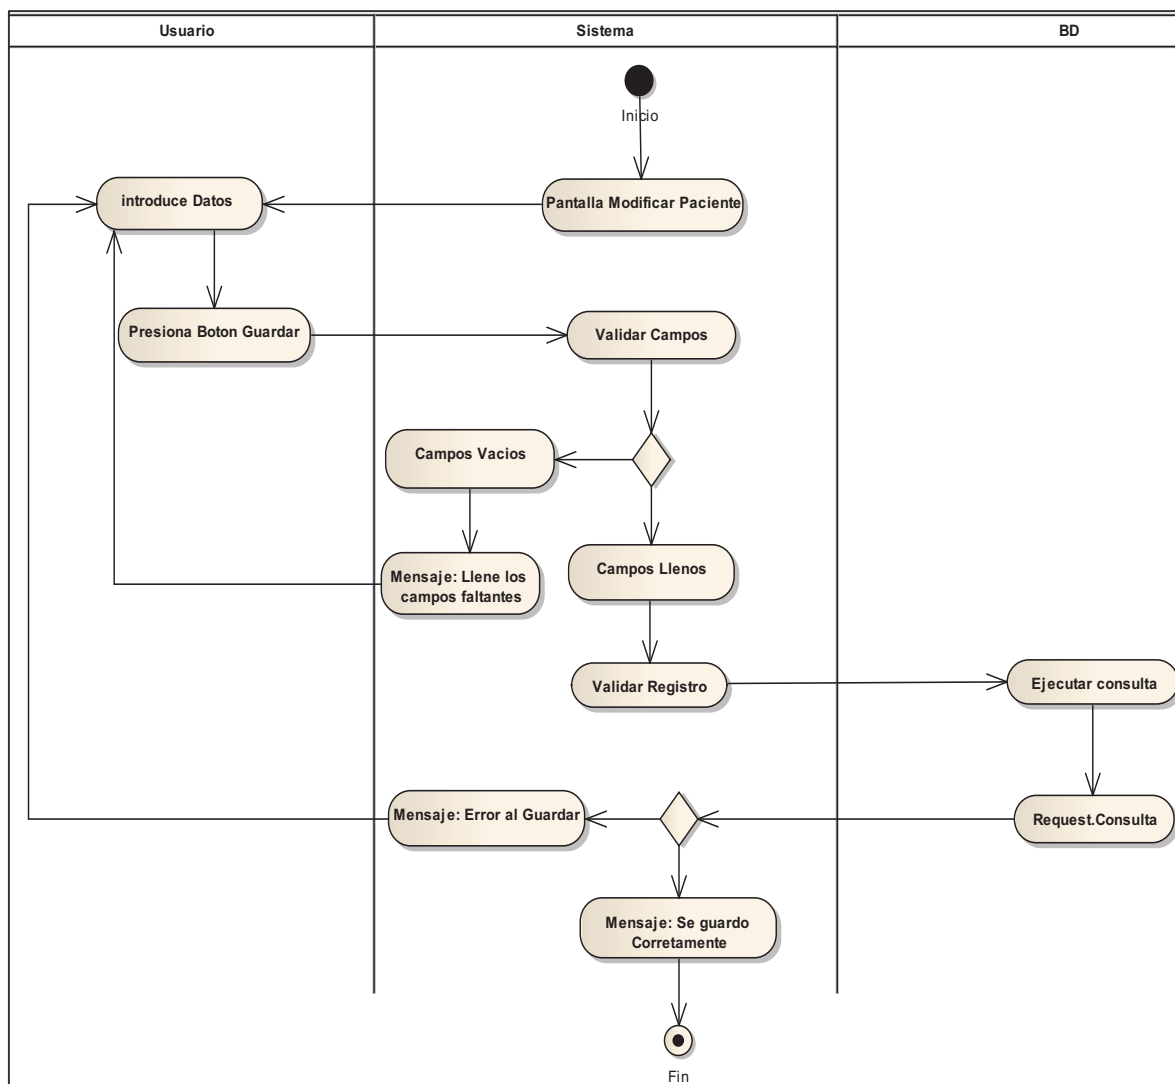 Usuario
Sistema
BD
Inicio
introduce Datos
Pantalla Modificar Paciente
Presiona Boton Guardar
Validar Campos
Campos Vacios
Mensaje: Llene los
campos faltantes
Campos Llenos
Validar Registro
Ejecutar consulta
Mensaje: Error al Guardar
Request.Consulta
Mensaje: Se guardo
Corretamente
Fin